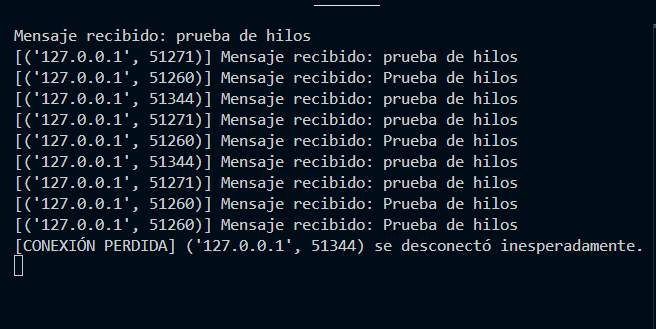 Mensaje recibido: prueba de hilos
[('127.0.0.1', 51271)] Mensaje recibido: prueba de hilos
[('127.0.0.1', 51260)] Mensaje recibido: Prueba de hilos
[('127.0.0.1', 51344)] Mensaje recibido: prueba de hilos
[('127.0.0.1', 51271)] Mensaje recibido: prueba de hilos
[('127.0.0.1', 51260)] Mensaje recibido: Prueba de hilos
[('127.0.0.1', 51344)] Mensaje recibido: prueba de hilos
[('127.0.0.1', 51271)] Mensaje recibido: prueba de hilos
[('127.0.0.1', 51260)] Mensaje recibido: Prueba de hilos
[('127.0.0.1', 51260)] Mensaje recibido: Prueba de hilos
[CONEXIÓN PERDIDA] ('127.0.0.1', 51344) se desconectó inesperadamente.